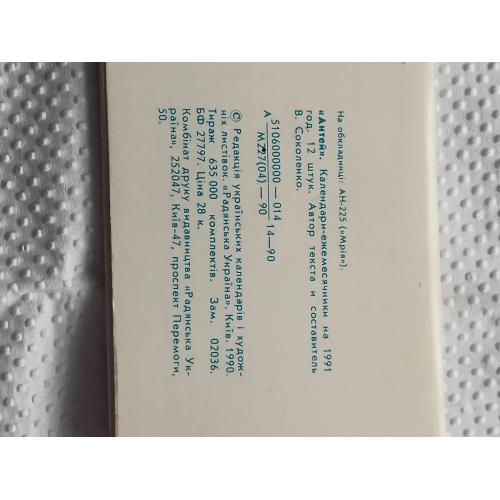 На обкладинці: АН-225 («Мрія»).
«Антей». Календари-ежемесячники на 1991
год. 12 штук. Автор текста и составитель
В. Соколенко.
А 5106000000 — 014 14—90
М227(04) — 90
© Редакція українських календарів і худож-
ніх листівок. «Радянська Україна». Київ. 1990.
Тираж 635 000 комплектів. Зам. 02036.
БФ 27797. Ціна 28 к.
Комбінат друку видавництва «Радянська Ук-
раїна», 252047, Київ-47, проспект Перемоги,
50.